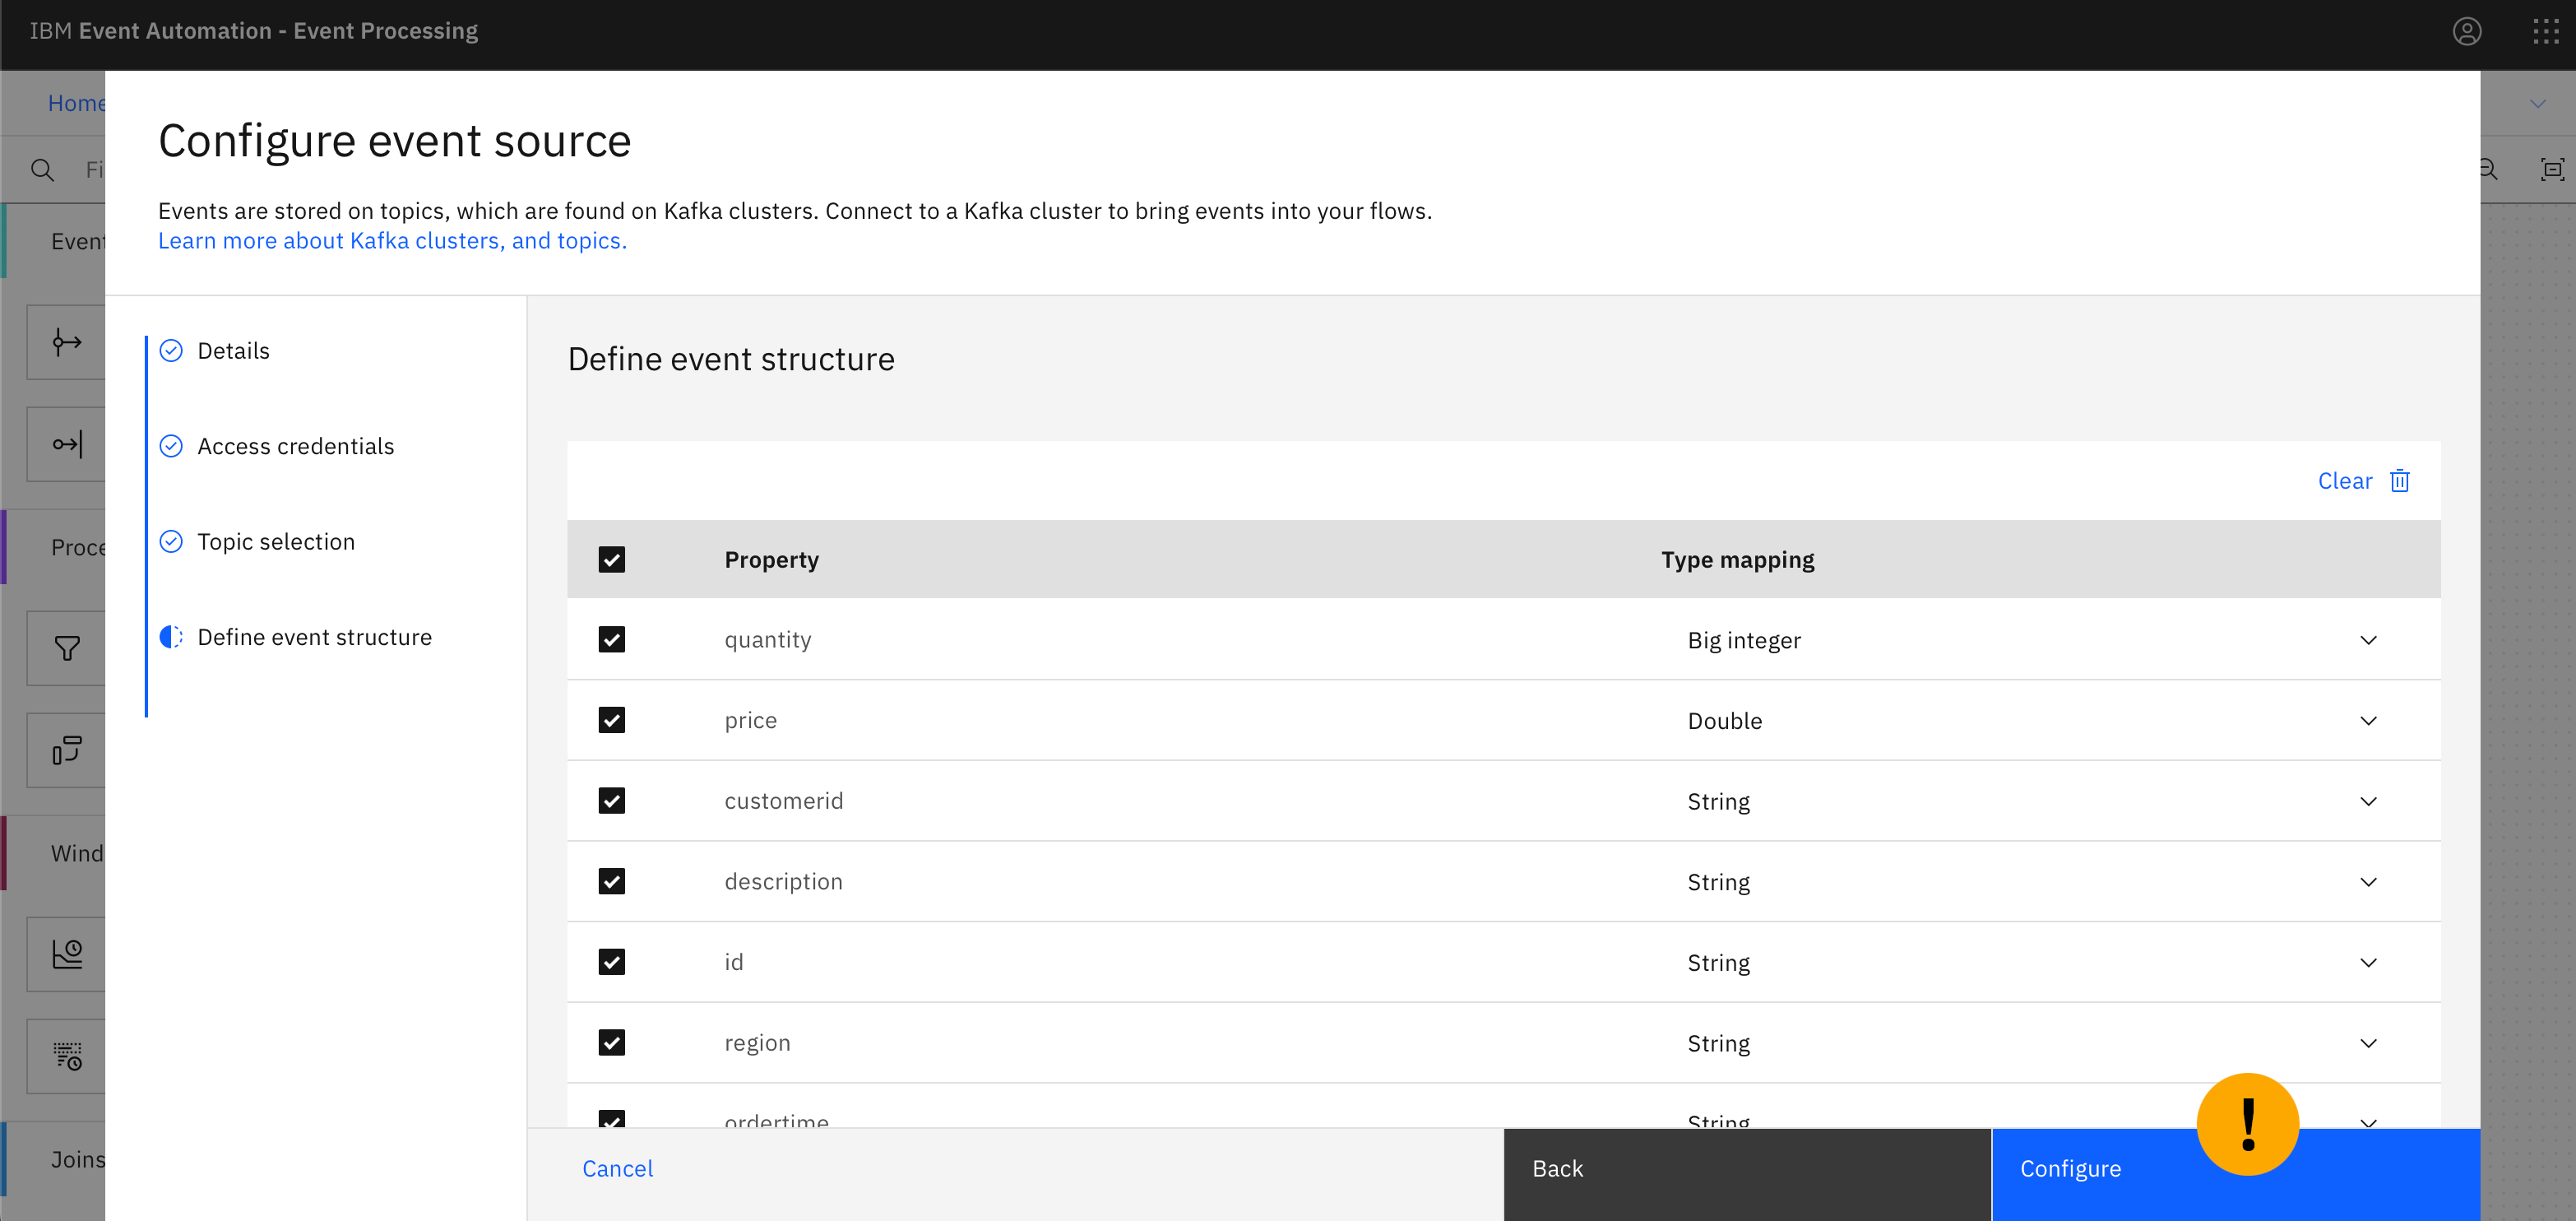 IBM Event Automation - Event Processing
Home
Configure event source
Fi
Events are stored on topics, which are found on Kafka clusters. Connect to a Kafka cluster to bring events into your flows.
Learn more about Kafka clusters, and topics.
Event
Proce
Wind
Joins
Details
Access credentials
Topic selection
Define event structure
Define event structure
Clear
Property Type mapping
quantity Big integer
price Double
customerid String
description String
id String
region String
ordertime String
!
Cancel Back Configure